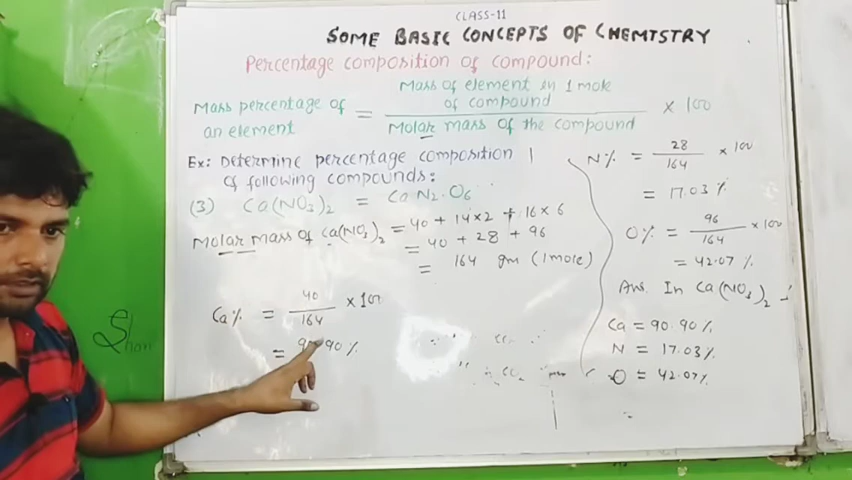 CLASS-11
SOME BASIC CONCEPTS OF CHEMTSTRY
Percentage composition of compound:
Mass percentage of an element = Mass of element in 1 mole of compound / Molar mass of the compound × 100
Ex: Determine percentage composition
of following compounds:
(3) Ca(NO3)2 = CaN2.O6
Molar mass of Ca(NO3)2 = 40 + 14×2 + 16×6
= 40 + 28 + 96
= 164 gm (1mole)
Ca% = 40/164 × 100
90%
N% = 28/164 × 100
= 17.03%
O% = 96/164 × 100
= 42.07%
Ans. In Ca(NO3)2
Ca = 90.90%
N = 17.03%
O = 42.07%